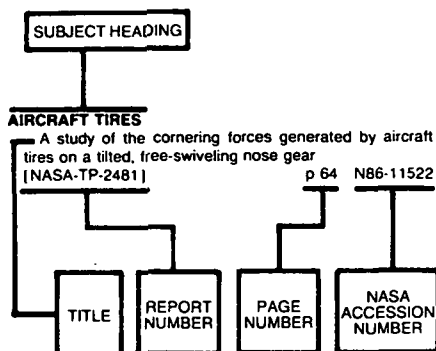 SUBJECT HEADING
AIRCRAFT TIRES
A study of the cornering forces generated by aircraft
tires on a tilted, free-swiveling nose gear
[NASA-TP-2481] p 64 N86-11522
TITLE
REPORT
NUMBER
PAGE
NUMBER
NASA
ACCESSION
NUMBER